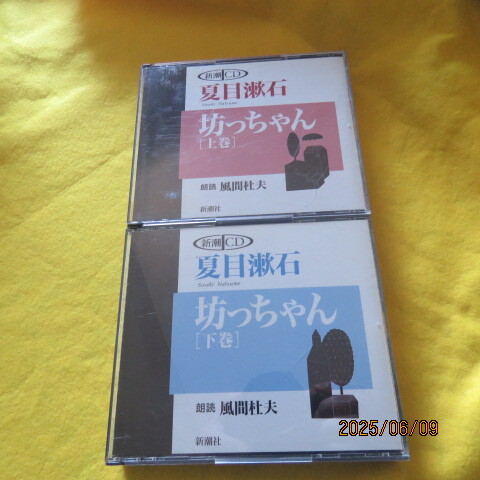 新潮CD
夏目漱石
Soseki Natsume
坊っちゃん
[上巻]
朗読 風間杜夫
新潮社
新潮CD
夏目漱石
Soseki Natsume
坊っちゃん
[下巻]
朗読 風間杜夫
新潮社
2025/06/09